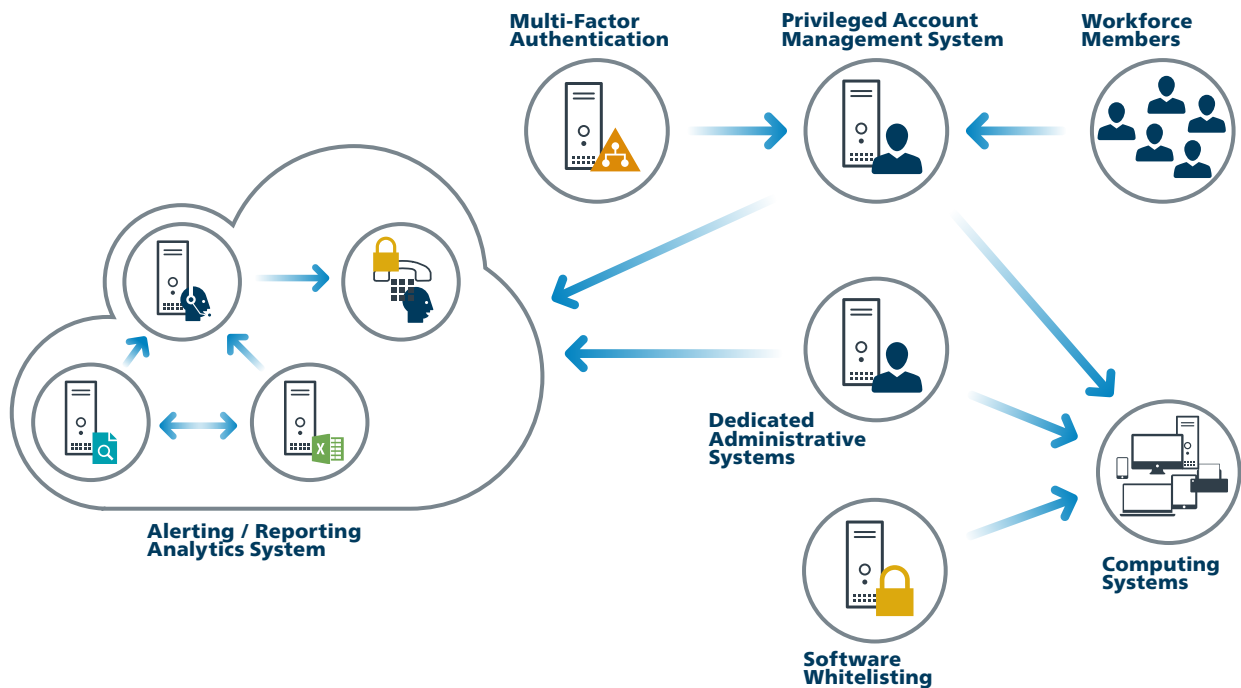 Multi-Factor
Authentication
Privileged Account
Management System
Workforce
Members
Dedicated
Administrative
Systems
Alerting / Reporting
Analytics System
X
Computing
Systems
Software
Whitelisting